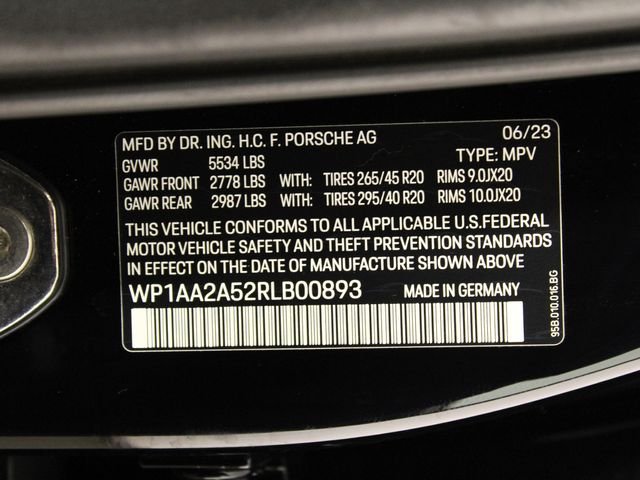 MFD BY DR. ING. H.C. F. PORSCHE AG 06/23
GVWR 5534 LBS TYPE: MPV
GAWR FRONT 2778 LBS WITH: TIRES 265/45 R20 RIMS 9.0JX20
GAWR REAR 2987 LBS WITH: TIRES 295/40 R20 RIMS 10.0JX20
THIS VEHICLE CONFORMS TO ALL APPLICABLE U.S.FEDERAL
MOTOR VEHICLE SAFETY AND THEFT PREVENTION STANDARDS
IN EFFECT ON THE DATE OF MANUFACTURE SHOWN ABOVE
WP1AA2A52RLB00893 MADE IN GERMANY
95B.010.016.BG